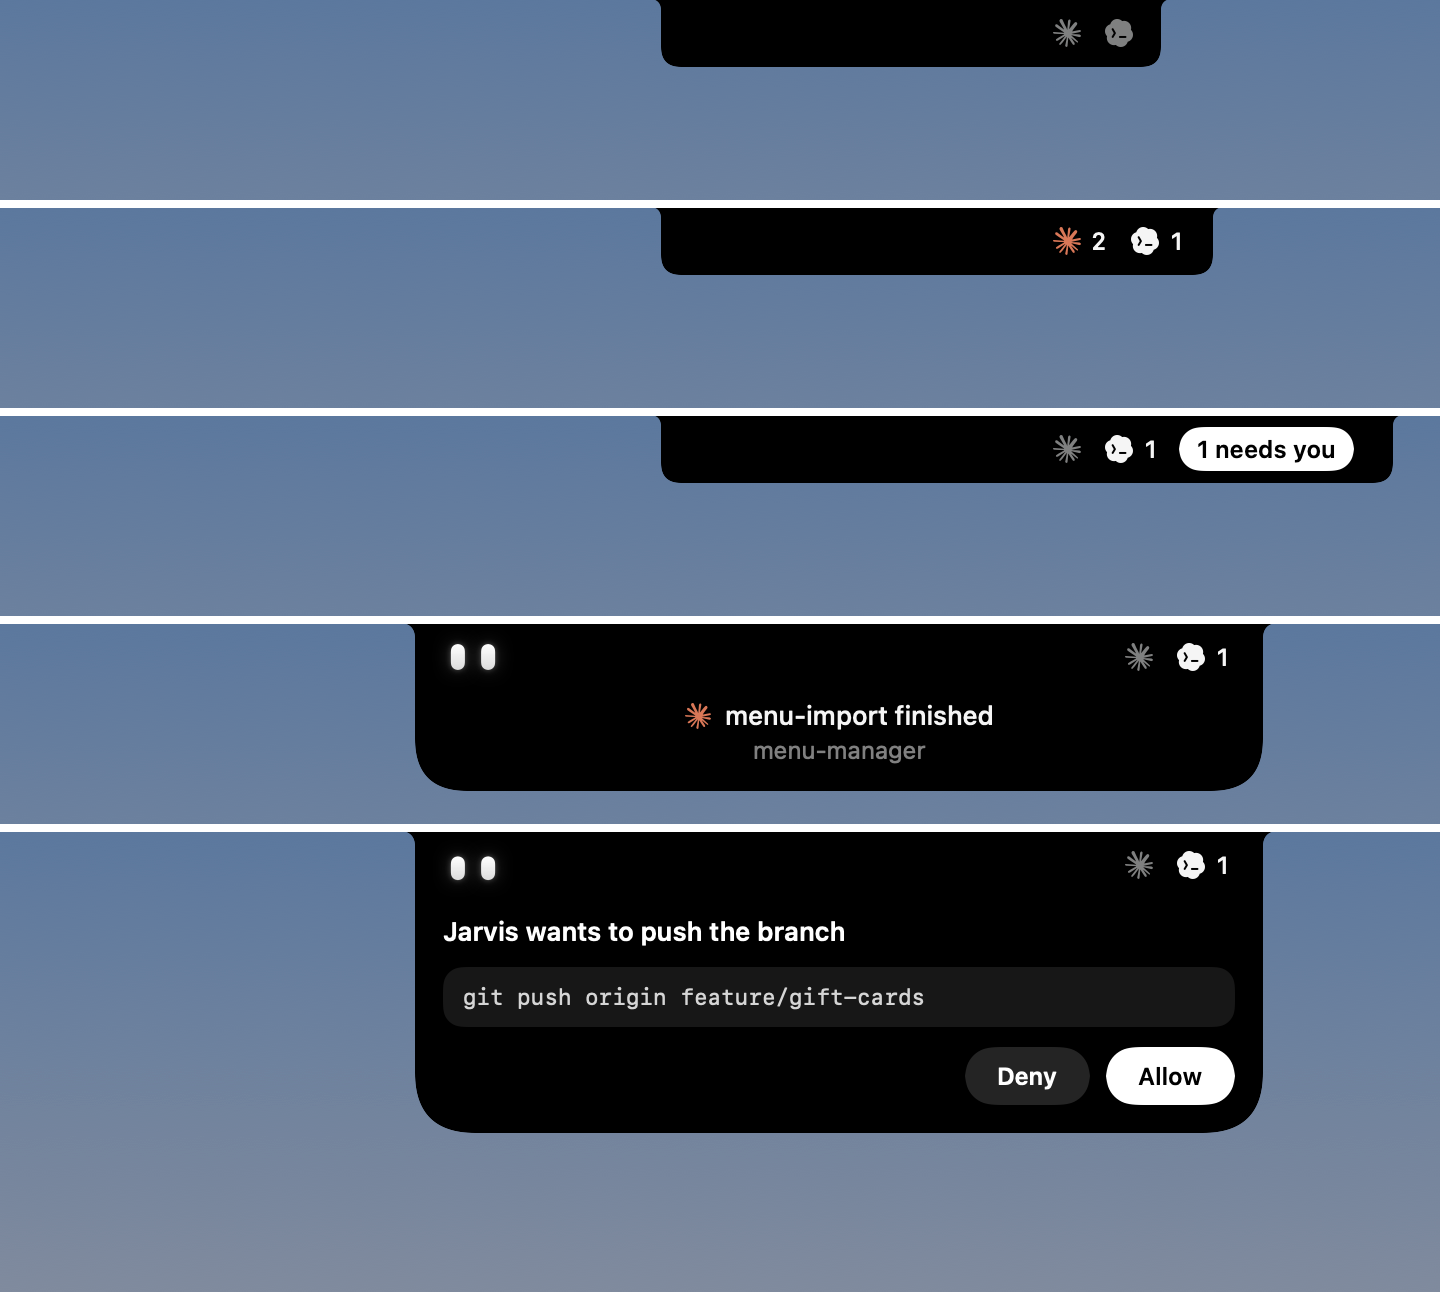 2 1
1 1 needs you
1
menu-import finished
menu-manager
1
Jarvis wants to push the branch
git push origin feature/gift-cards
Deny Allow